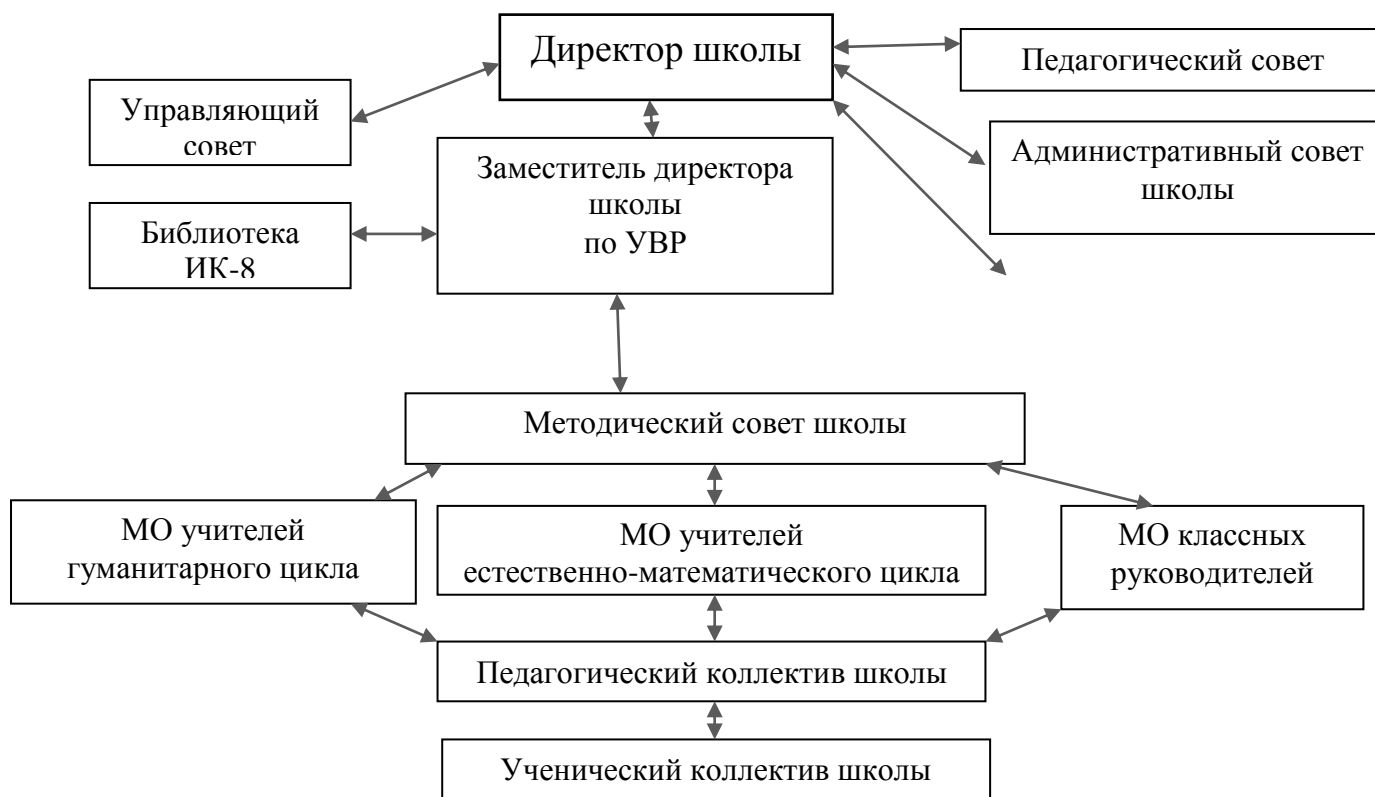 Директор школы
Педагогический совет
Управляющий
совет
Административный совет
школы
Заместитель директора
школы
по УВР
Библиотека
ИК-8
Методический совет школы
МО учителей
гуманитарного цикла
МО учителей
естественно-математического цикла
МО классных
руководителей
Педагогический коллектив школы
Ученический коллектив школы